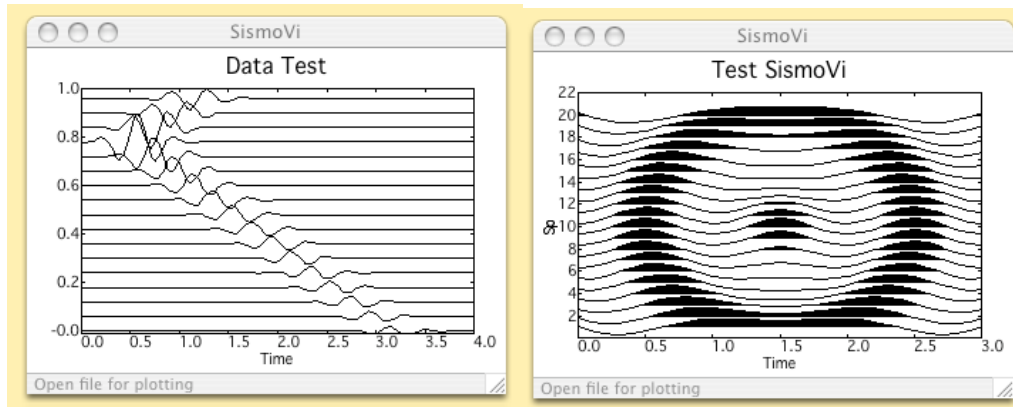 SismoVi
Data Test
1.0
0.8
0.6
0.4
0.2
-0.0
0.0 0.5 1.0 1.5 2.0 2.5 3.0 3.5 4.0
Time
Open file for plotting
SismoVi
Test SismoVi
22
20
18
16
14
12
10
8
6
4
2
Sp
0.0 0.5 1.0 1.5 2.0 2.5 3.0
Time
Open file for plotting